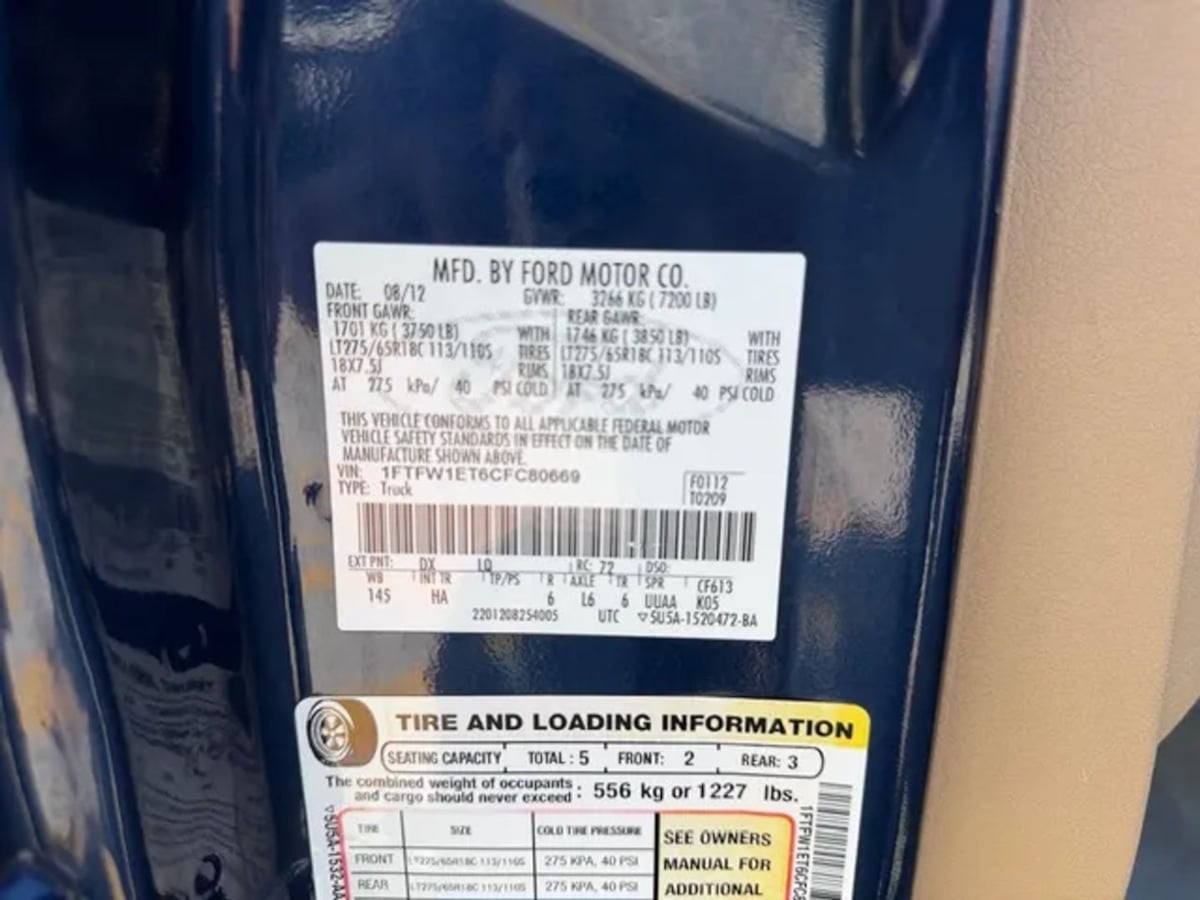 MFD. BY FORD MOTOR CO.
DATE: 08/12 GVWR: 3266 KG ( 7200 LB)
FRONT GAWR: REAR GAWR:
1701 KG ( 3750 LB) WITH 1746 KG ( 3850 LB) WITH
LT275/65R18C 113/110S TIRES LT275/65R18C 113/110S TIRES
18X7.5J RIMS 18X7.5J RIMS
AT 275 kPa/ 40 PSI COLD AT 275 kPa/ 40 PSI COLD
THIS VEHICLE CONFORMS TO ALL APPLICABLE FEDERAL MOTOR
VEHICLE SAFETY STANDARDS IN EFFECT ON THE DATE OF
MANUFACTURE SHOWN ABOVE.
VIN: 1FTFW1ET6CFC80669
TYPE: Truck
F0112
T0209
EXT PNT: DX LQ RC: 72 DSO:
WB INT TR TP/PS R AXLE TR SPR CF613
145 HA 6 L6 6 UUAA K05
2201208254005 UTC ▽5U5A-1520472-BA
TIRE AND LOADING INFORMATION
SEATING CAPACITY TOTAL : 5 FRONT: 2 REAR: 3
The combined weight of occupants and cargo should never exceed : 556 kg or 1227 lbs.
TIRE SIZE COLD TIRE PRESSURE
FRONT LT275/65R18C 113/110S 275 KPA, 40 PSI
REAR LT275/65R18C 113/110S 275 KPA, 40 PSI
SEE OWNERS
MANUAL FOR
ADDITIONAL
▽5U5A-1532-AA
1FTFW1ET6CFC8